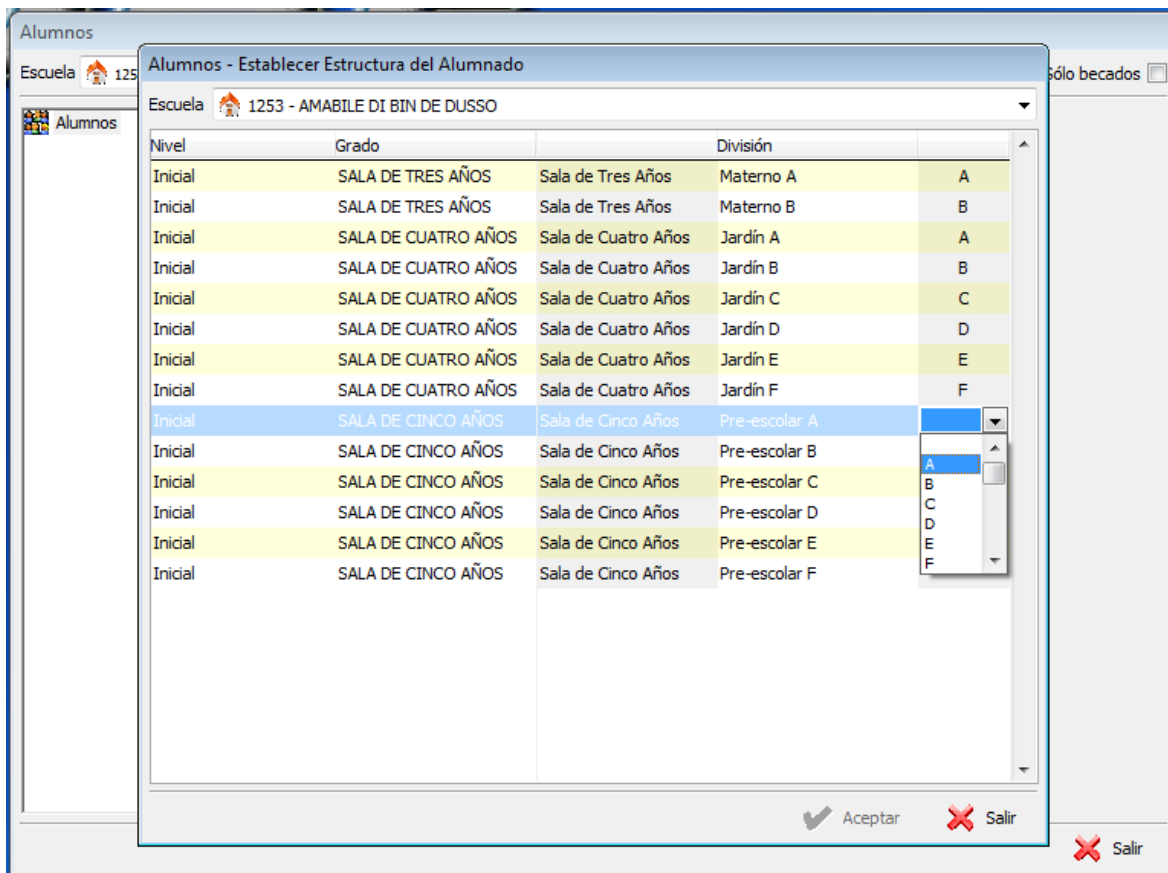 Alumnos
Escuela 125
Sólo becados
Alumnos
Alumnos - Establecer Estructura del Alumnado
Escuela 1253 - AMABILE DI BIN DE DUSSO
Nivel Grado División
Inicial SALA DE TRES AÑOS Sala de Tres Años Materno A A
Inicial SALA DE TRES AÑOS Sala de Tres Años Materno B B
Inicial SALA DE CUATRO AÑOS Sala de Cuatro Años Jardín A A
Inicial SALA DE CUATRO AÑOS Sala de Cuatro Años Jardín B B
Inicial SALA DE CUATRO AÑOS Sala de Cuatro Años Jardín C C
Inicial SALA DE CUATRO AÑOS Sala de Cuatro Años Jardín D D
Inicial SALA DE CUATRO AÑOS Sala de Cuatro Años Jardín E E
Inicial SALA DE CUATRO AÑOS Sala de Cuatro Años Jardín F F
Inicial SALA DE CINCO AÑOS Sala de Cinco Años Pre-escolar A
Inicial SALA DE CINCO AÑOS Sala de Cinco Años Pre-escolar B
Inicial SALA DE CINCO AÑOS Sala de Cinco Años Pre-escolar C
Inicial SALA DE CINCO AÑOS Sala de Cinco Años Pre-escolar D
Inicial SALA DE CINCO AÑOS Sala de Cinco Años Pre-escolar E
Inicial SALA DE CINCO AÑOS Sala de Cinco Años Pre-escolar F
A
B
C
D
E
F
Aceptar Salir
Salir